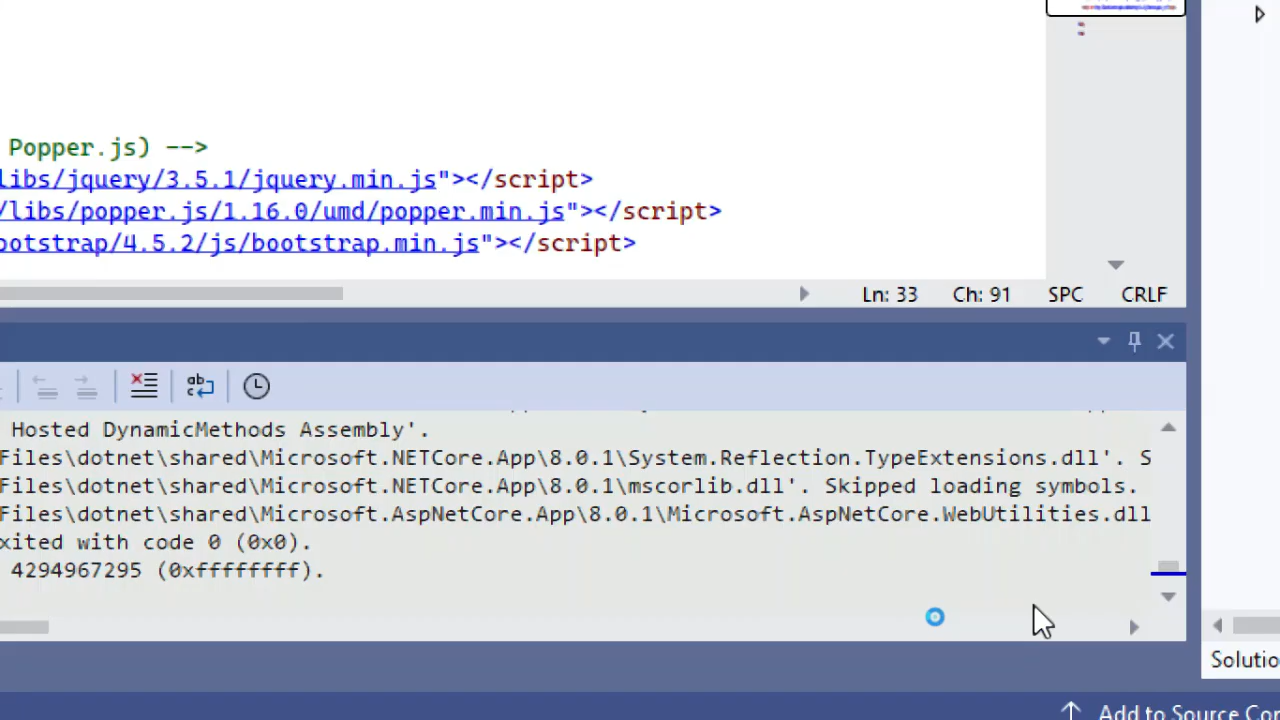 Popper.js) -->
libs/jquery/3.5.1/jquery.min.js"></script>
/libs/popper.js/1.16.0/umd/popper.min.js"></script>
ootstrap/4.5.2/js/bootstrap.min.js"></script>
Ln: 33 Ch: 91 SPC CRLF
Hosted DynamicMethods Assembly'.
Files\dotnet\shared\Microsoft.NETCore.App\8.0.1\System.Reflection.TypeExtensions.dll'. S
Files\dotnet\shared\Microsoft.NETCore.App\8.0.1\mscorlib.dll'. Skipped loading symbols.
Files\dotnet\shared\Microsoft.AspNetCore.App\8.0.1\Microsoft.AspNetCore.WebUtilities.dll
xited with code 0 (0x0).
4294967295 (0xffffffff).
Solutio
Add to Source Con